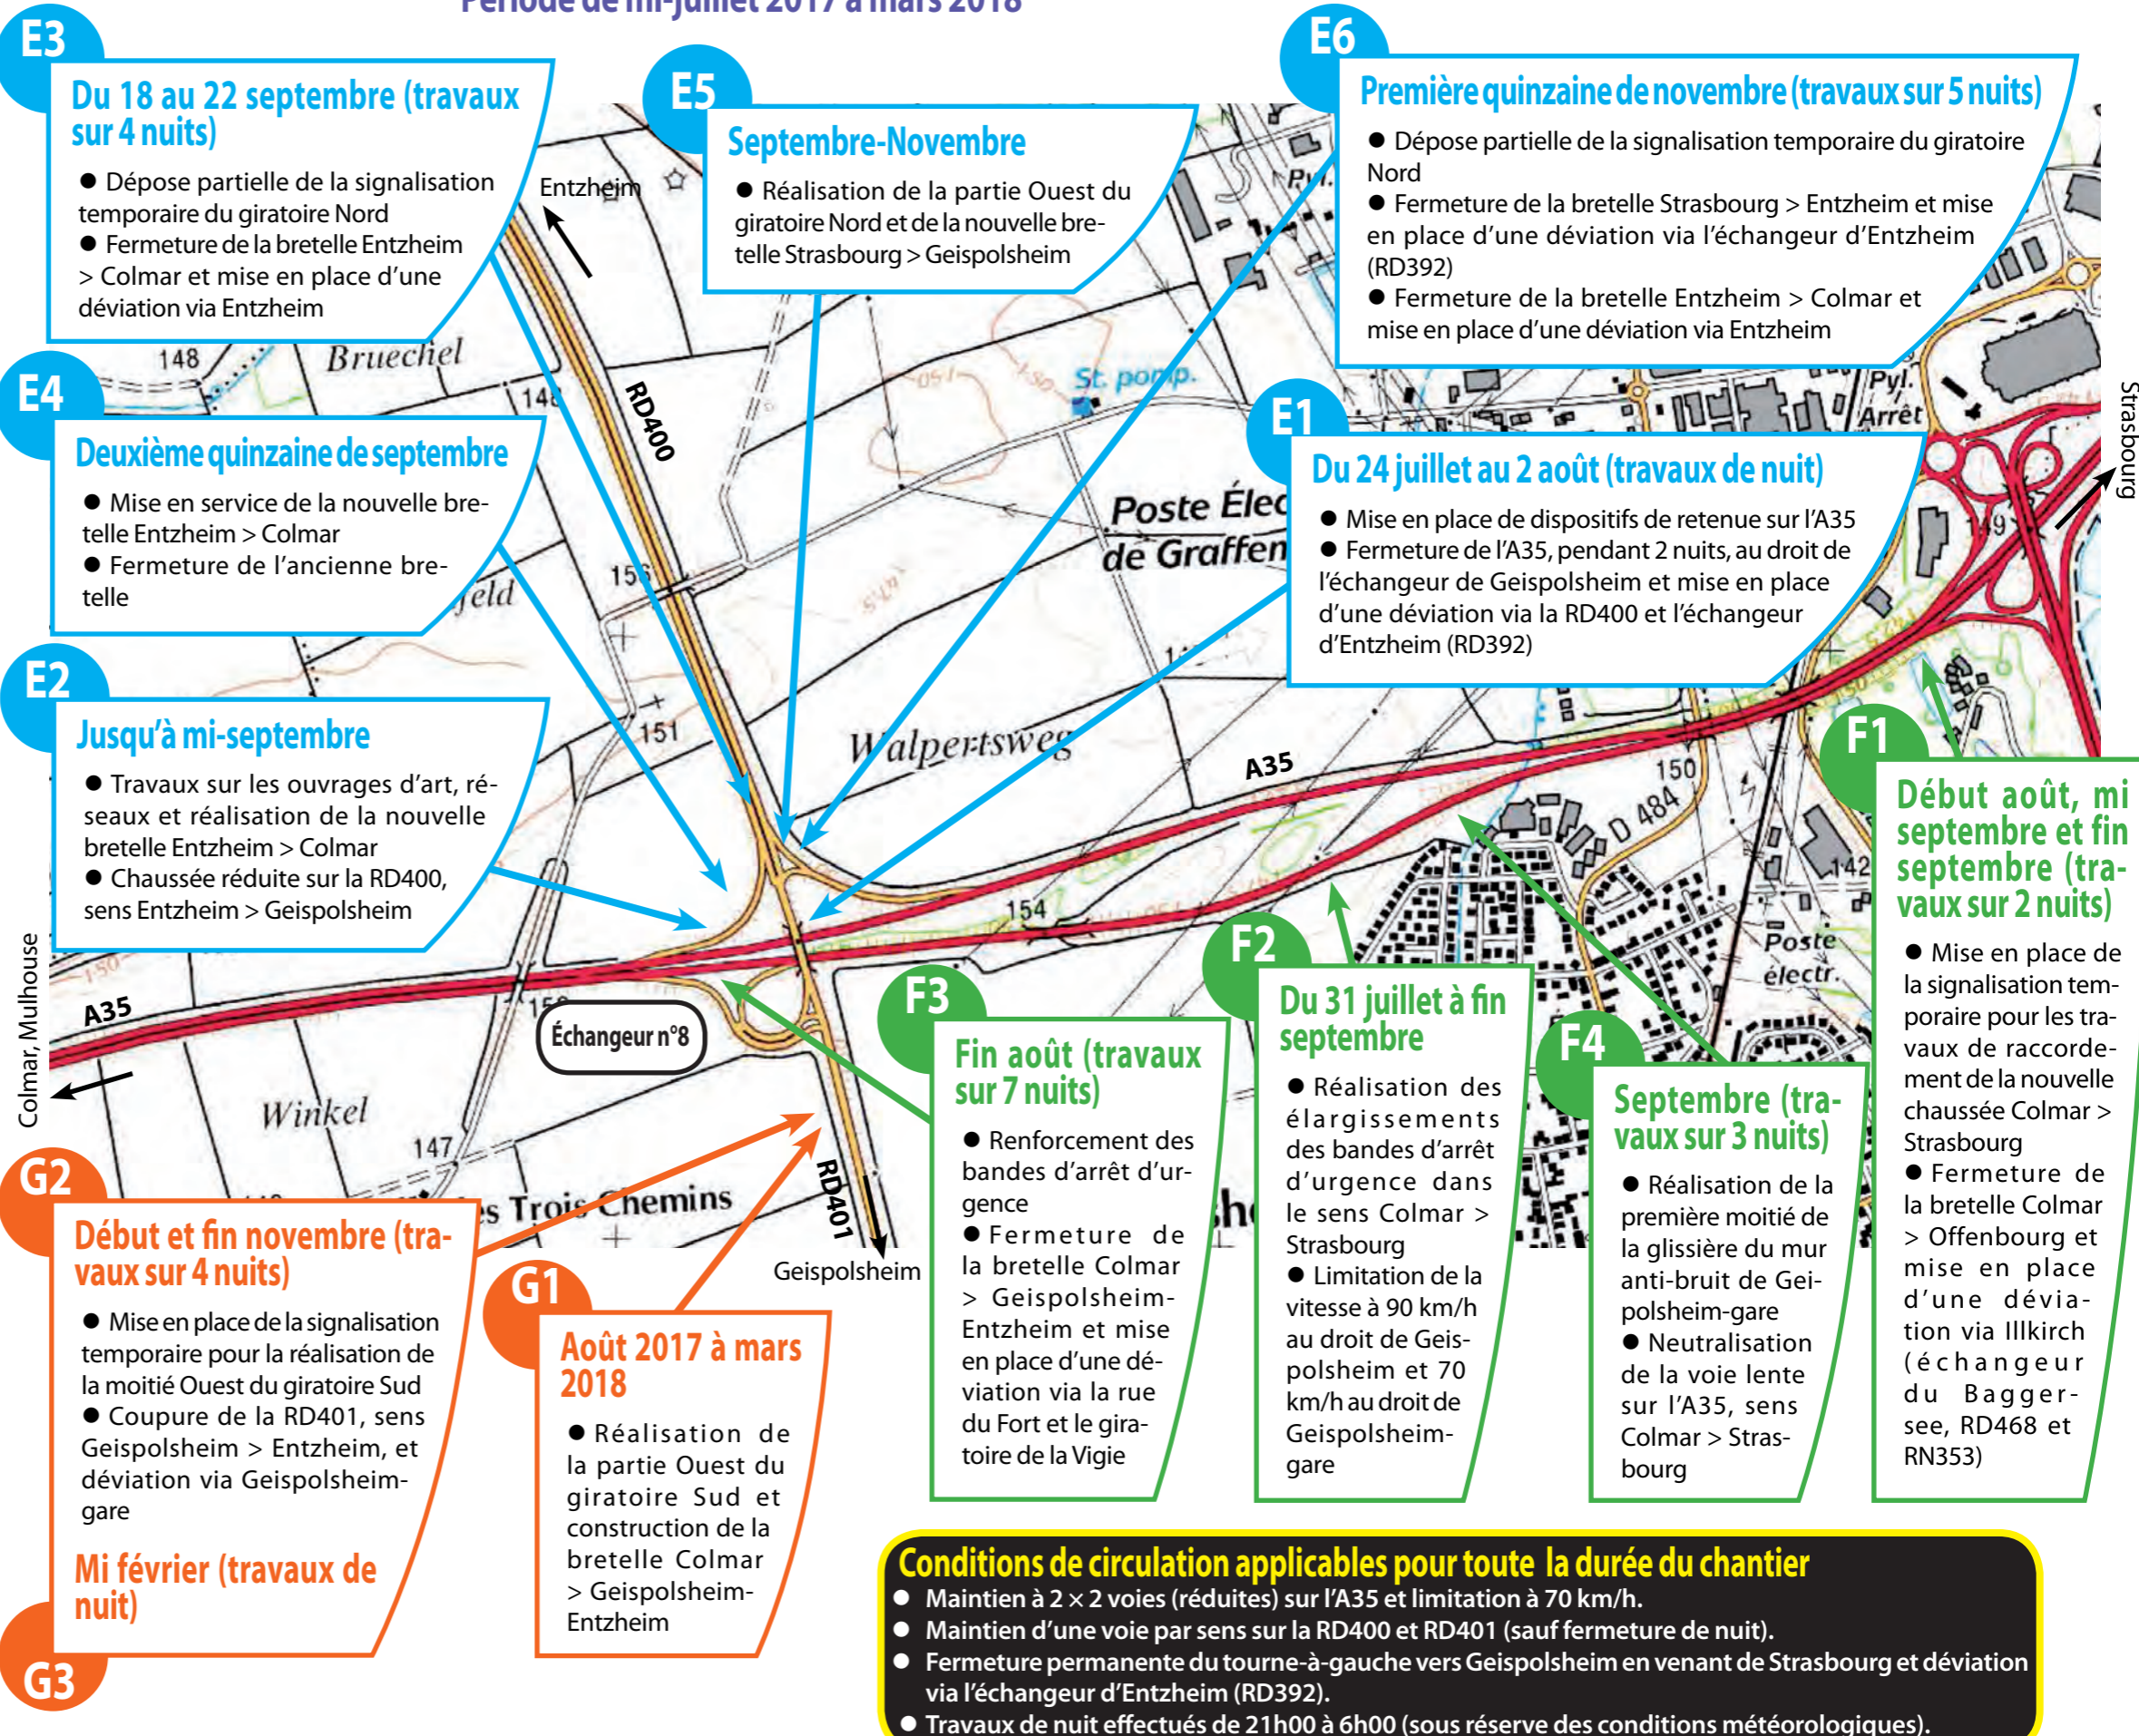 Période de mi-juillet 2017 à mars 2018
E3
Du 18 au 22 septembre (travaux
sur 4 nuits)
● Dépose partielle de la signalisation
temporaire du giratoire Nord
● Fermeture de la bretelle Entzheim
> Colmar et mise en place d'une
déviation via Entzheim
E5
Septembre-Novembre
● Réalisation de la partie Ouest du
giratoire Nord et de la nouvelle bre-
telle Strasbourg > Geispolsheim
E6
Première quinzaine de novembre (travaux sur 5 nuits)
● Dépose partielle de la signalisation temporaire du giratoire
Nord
● Fermeture de la bretelle Strasbourg > Entzheim et mise
en place d'une déviation via l'échangeur d'Entzheim
(RD392)
● Fermeture de la bretelle Entzheim > Colmar et
mise en place d'une déviation via Entzheim
Entzheim
Pyl.
148
Bruechel
148
RD400
St. pomp.
Pyl.
Arrêt
Strasbourg
E4
Deuxième quinzaine de septembre
● Mise en service de la nouvelle bre-
telle Entzheim > Colmar
● Fermeture de l'ancienne bre-
telle
feld
156
Poste Élec
de Graffen
E1
Du 24 juillet au 2 août (travaux de nuit)
● Mise en place de dispositifs de retenue sur l'A35
● Fermeture de l'A35, pendant 2 nuits, au droit de
l'échangeur de Geispolsheim et mise en place
d'une déviation via la RD400 et l'échangeur
d'Entzheim (RD392)
149
E2
Jusqu'à mi-septembre
● Travaux sur les ouvrages d'art, ré-
seaux et réalisation de la nouvelle
bretelle Entzheim > Colmar
● Chaussée réduite sur la RD400,
sens Entzheim > Geispolsheim
151
Walpertsweg
A35
150
D 484
142
154
Poste
électr.
Colmar, Mulhouse
A35
Échangeur n°8
Winkel
147
es Trois Chemins
RD401
Geispolsheim
F1
Début août, mi
septembre et fin
septembre (tra-
vaux sur 2 nuits)
● Mise en place de
la signalisation tem-
poraire pour les tra-
vaux de raccorde-
ment de la nouvelle
chaussée Colmar >
Strasbourg
● Fermeture de
la bretelle Colmar
> Offenbourg et
mise en place
d'une dévia-
tion via Illkirch
(échangeur
du Bagger-
see, RD468 et
RN353)
F3
Fin août (travaux
sur 7 nuits)
● Renforcement des
bandes d'arrêt d'ur-
gence
● Fermeture de
la bretelle Colmar
> Geispolsheim-
Entzheim et mise
en place d'une dé-
viation via la rue
du Fort et le gira-
toire de la Vigie
F2
Du 31 juillet à fin
septembre
● Réalisation des
élargissements
des bandes d'arrêt
d'urgence dans
le sens Colmar >
Strasbourg
● Limitation de la
vitesse à 90 km/h
au droit de Geis-
polsheim et 70
km/h au droit de
Geispolsheim-
gare
F4
Septembre (tra-
vaux sur 3 nuits)
● Réalisation de la
première moitié de
la glissière du mur
anti-bruit de Gei-
polsheim-gare
● Neutralisation
de la voie lente
sur l'A35, sens
Colmar > Stras-
bourg
G2
Début et fin novembre (tra-
vaux sur 4 nuits)
● Mise en place de la signalisation
temporaire pour la réalisation de
la moitié Ouest du giratoire Sud
● Coupure de la RD401, sens
Geispolsheim > Entzheim, et
déviation via Geispolsheim-
gare
Mi février (travaux de
nuit)
G3
G1
Août 2017 à mars
2018
● Réalisation de
la partie Ouest du
giratoire Sud et
construction de la
bretelle Colmar
> Geispolsheim-
Entzheim
Conditions de circulation applicables pour toute la durée du chantier
● Maintien à 2 × 2 voies (réduites) sur l'A35 et limitation à 70 km/h.
● Maintien d'une voie par sens sur la RD400 et RD401 (sauf fermeture de nuit).
● Fermeture permanente du tourne-à-gauche vers Geispolsheim en venant de Strasbourg et déviation
via l'échangeur d'Entzheim (RD392).
● Travaux de nuit effectués de 21h00 à 6h00 (sous réserve des conditions météorologiques).